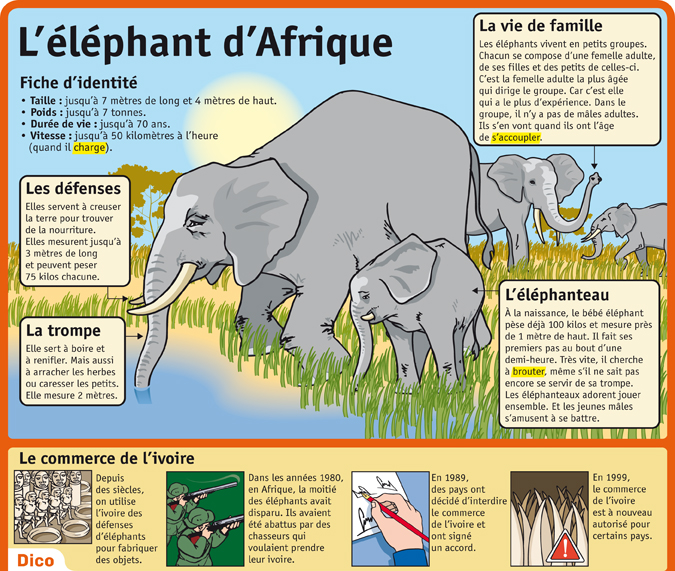 L’éléphant d’Afrique
Fiche d’identité
• Taille : jusqu’à 7 mètres de long et 4 mètres de haut.
• Poids : jusqu’à 7 tonnes.
• Durée de vie : jusqu’à 70 ans.
• Vitesse : jusqu’à 50 kilomètres à l’heure
(quand il charge).
La vie de famille
Les éléphants vivent en petits groupes.
Chacun se compose d’une femelle adulte,
de ses filles et des petits de celles-ci.
C’est la femelle adulte la plus âgée
qui dirige le groupe. Car c’est elle
qui a le plus d’expérience. Dans le
groupe, il n’y a pas de mâles adultes.
Ils s’en vont quand ils ont l’âge
de s’accoupler.
Les défenses
Elles servent à creuser
la terre pour trouver
de la nourriture.
Elles mesurent jusqu’à
3 mètres de long
et peuvent peser
75 kilos chacune.
La trompe
Elle sert à boire et
à renifler. Mais aussi
à arracher les herbes
ou caresser les petits.
Elle mesure 2 mètres.
L’éléphanteau
À la naissance, le bébé éléphant
pèse déjà 100 kilos et mesure près
de 1 mètre de haut. Il fait ses
premiers pas au bout d’une
demi-heure. Très vite, il cherche
à brouter, même s’il ne sait pas
encore se servir de sa trompe.
Les éléphanteaux adorent jouer
ensemble. Et les jeunes mâles
s’amusent à se battre.
Le commerce de l’ivoire
Depuis
des siècles,
on utilise
l’ivoire des
défenses
d’éléphants
pour fabriquer
des objets.
Dans les années 1980,
en Afrique, la moitié
des éléphants avait
disparu. Ils avaient
été abattus par des
chasseurs qui
voulaient prendre
leur ivoire.
En 1989,
des pays ont
décidé d’interdire
le commerce
de l’ivoire et
ont signé
un accord.
En 1999,
le commerce
de l’ivoire
est à nouveau
autorisé pour
certains pays.
!
Dico